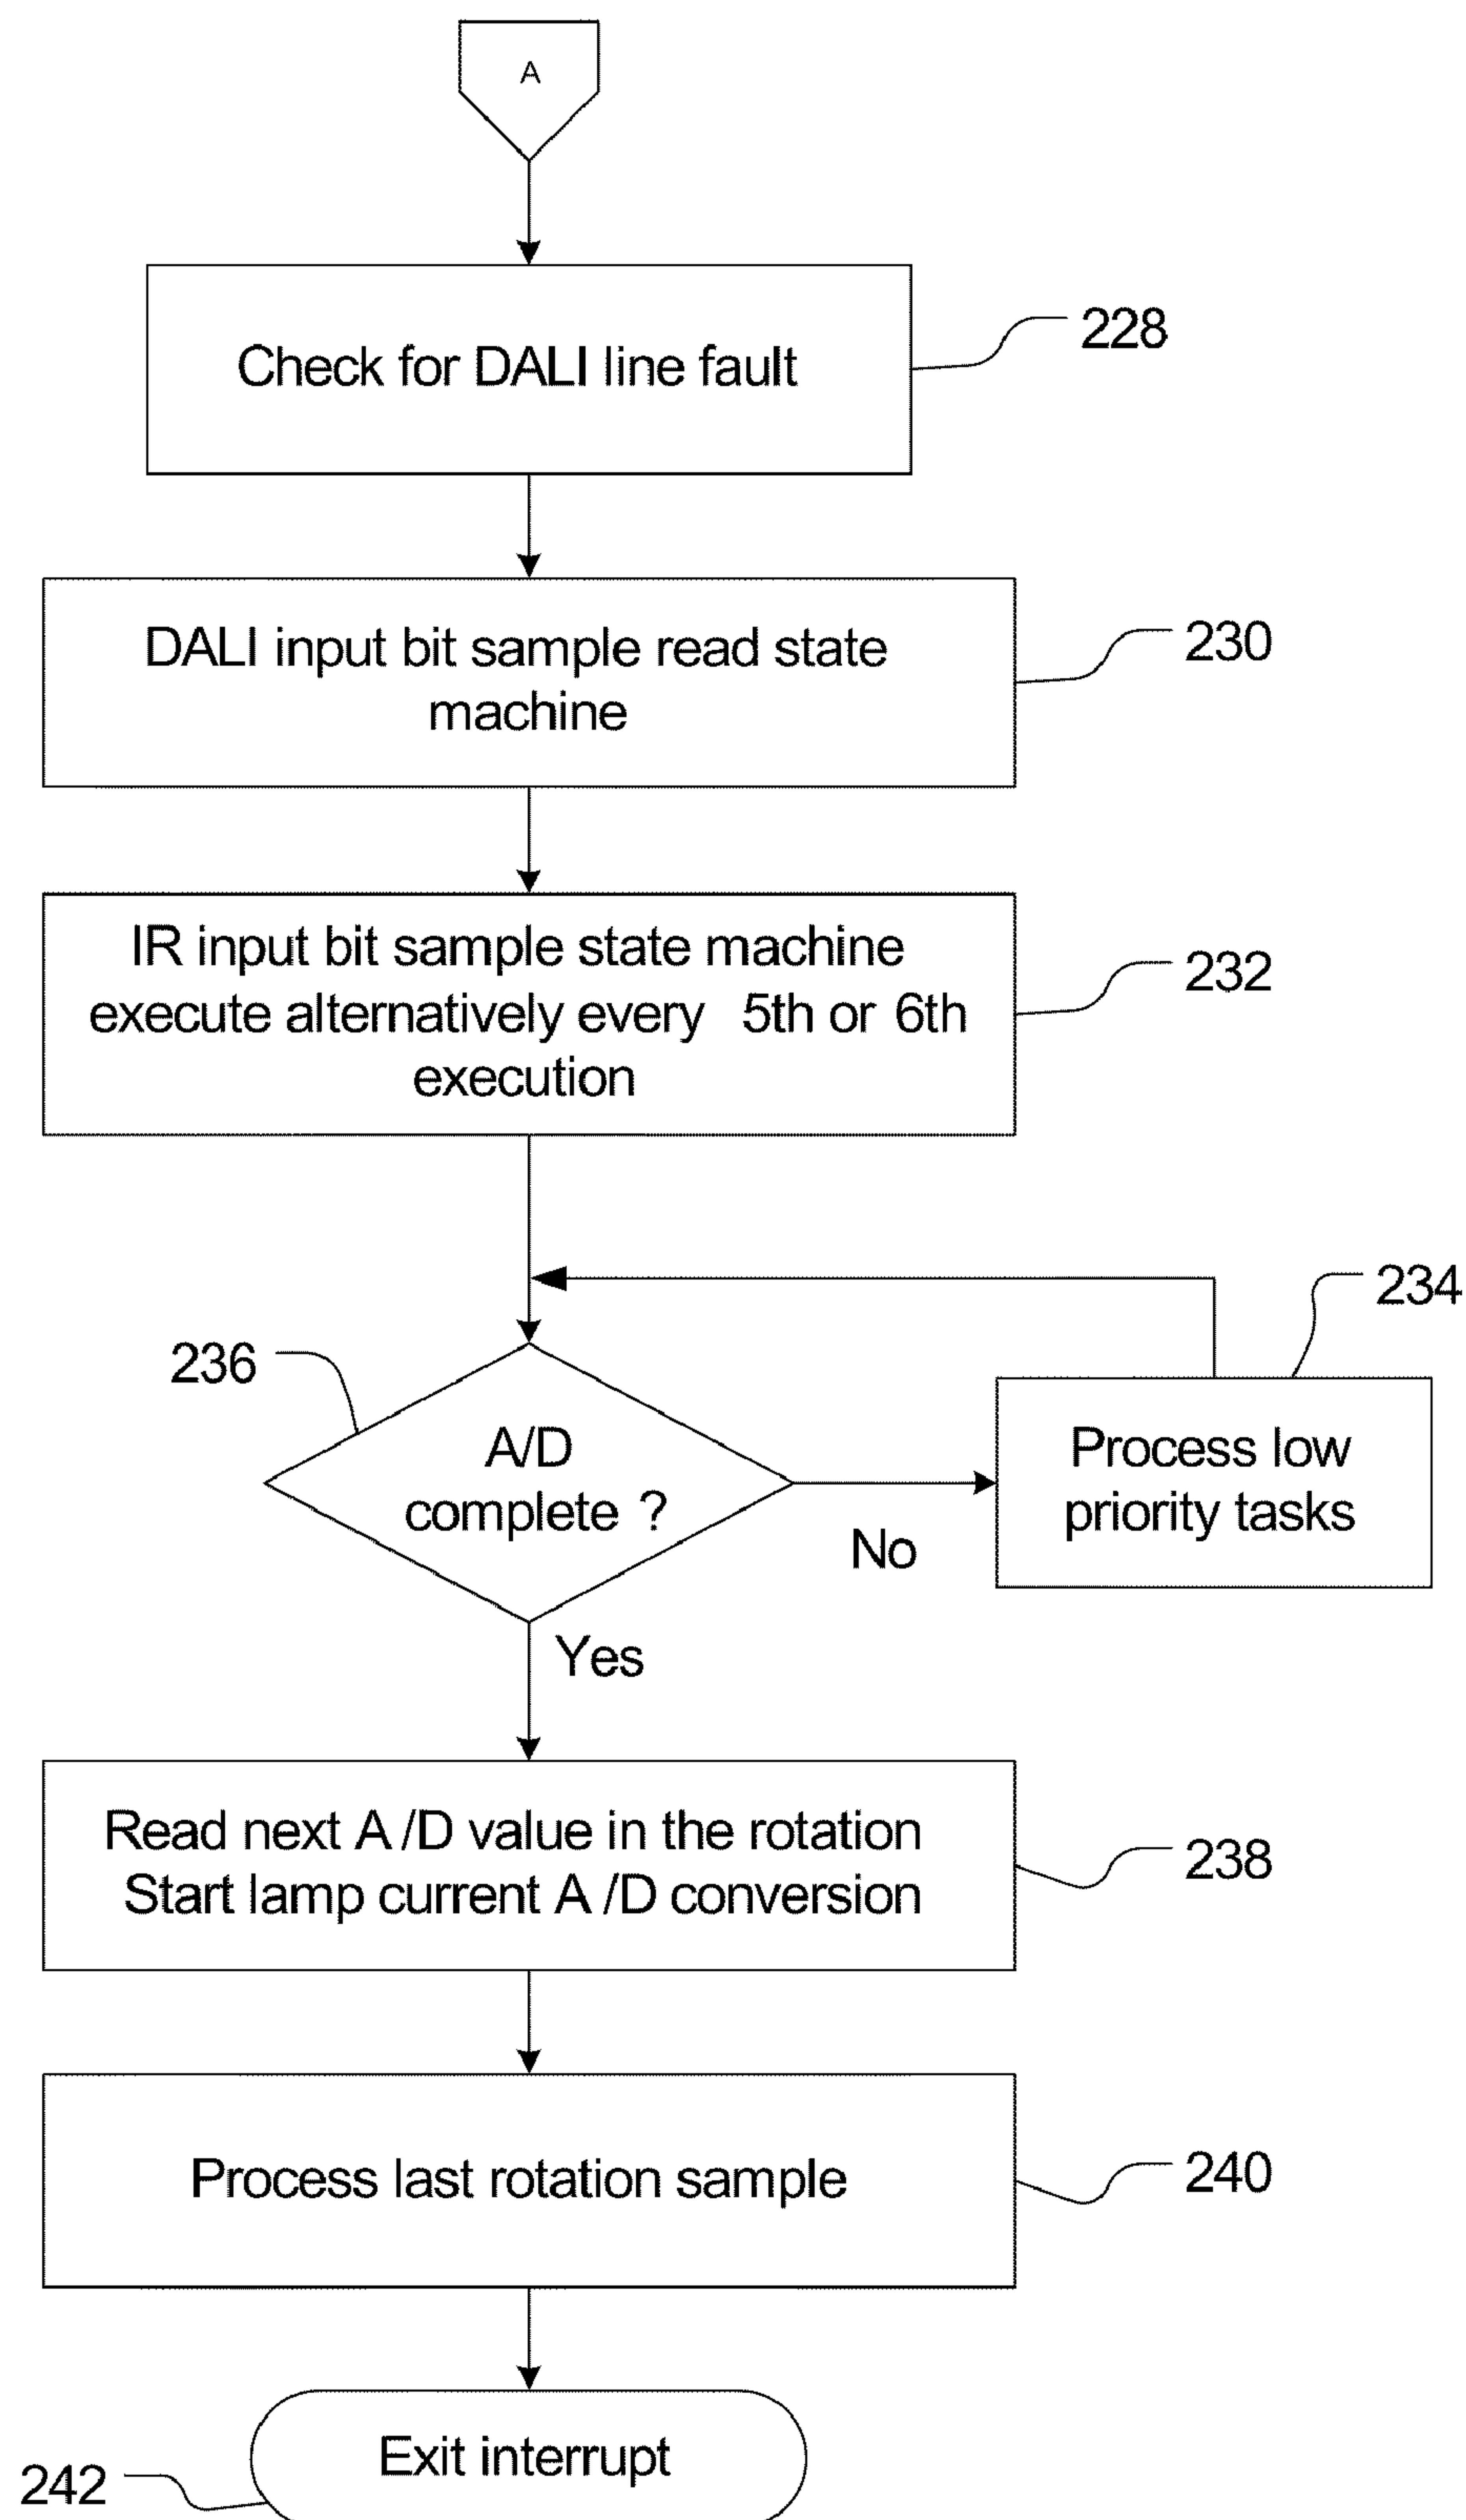 A
Check for DALI line fault
228
DALI input bit sample read state
machine
230
IR input bit sample state machine
execute alternatively every 5th or 6th
execution
232
234
236
A/D
complete ?
Process low
priority tasks
No
Yes
Read next A /D value in the rotation
Start lamp current A /D conversion
238
Process last rotation sample
240
Exit interrupt
242